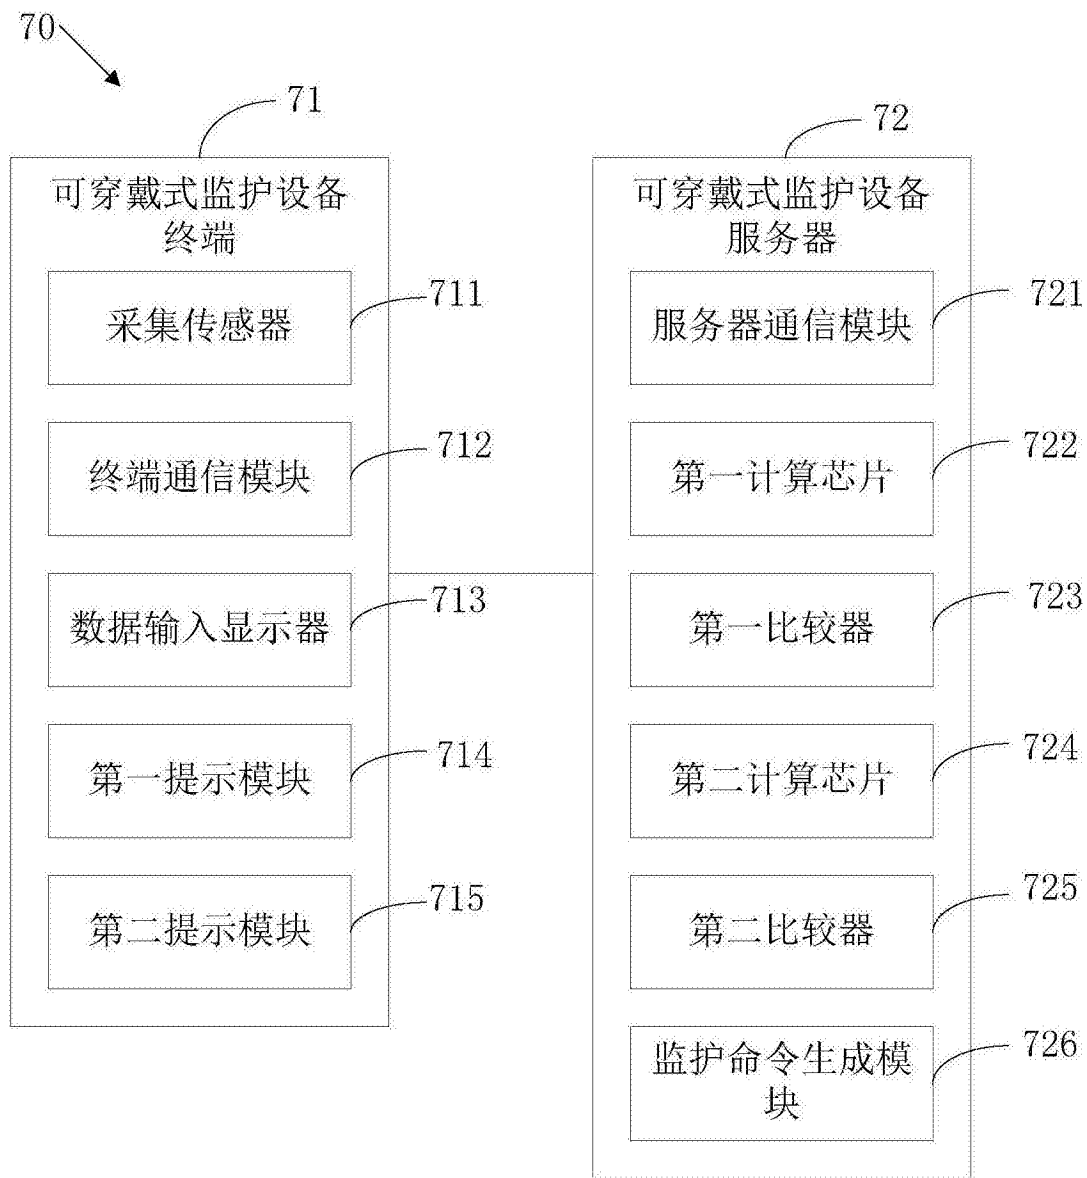 70
71
可穿戴式监护设备
终端
采集传感器
711
终端通信模块
712
数据输入显示器
713
第一提示模块
714
第二提示模块
715
72
可穿戴式监护设备
服务器
服务器通信模块
721
第一计算芯片
722
第一比较器
723
第二计算芯片
724
第二比较器
725
监护命令生成模
块
726